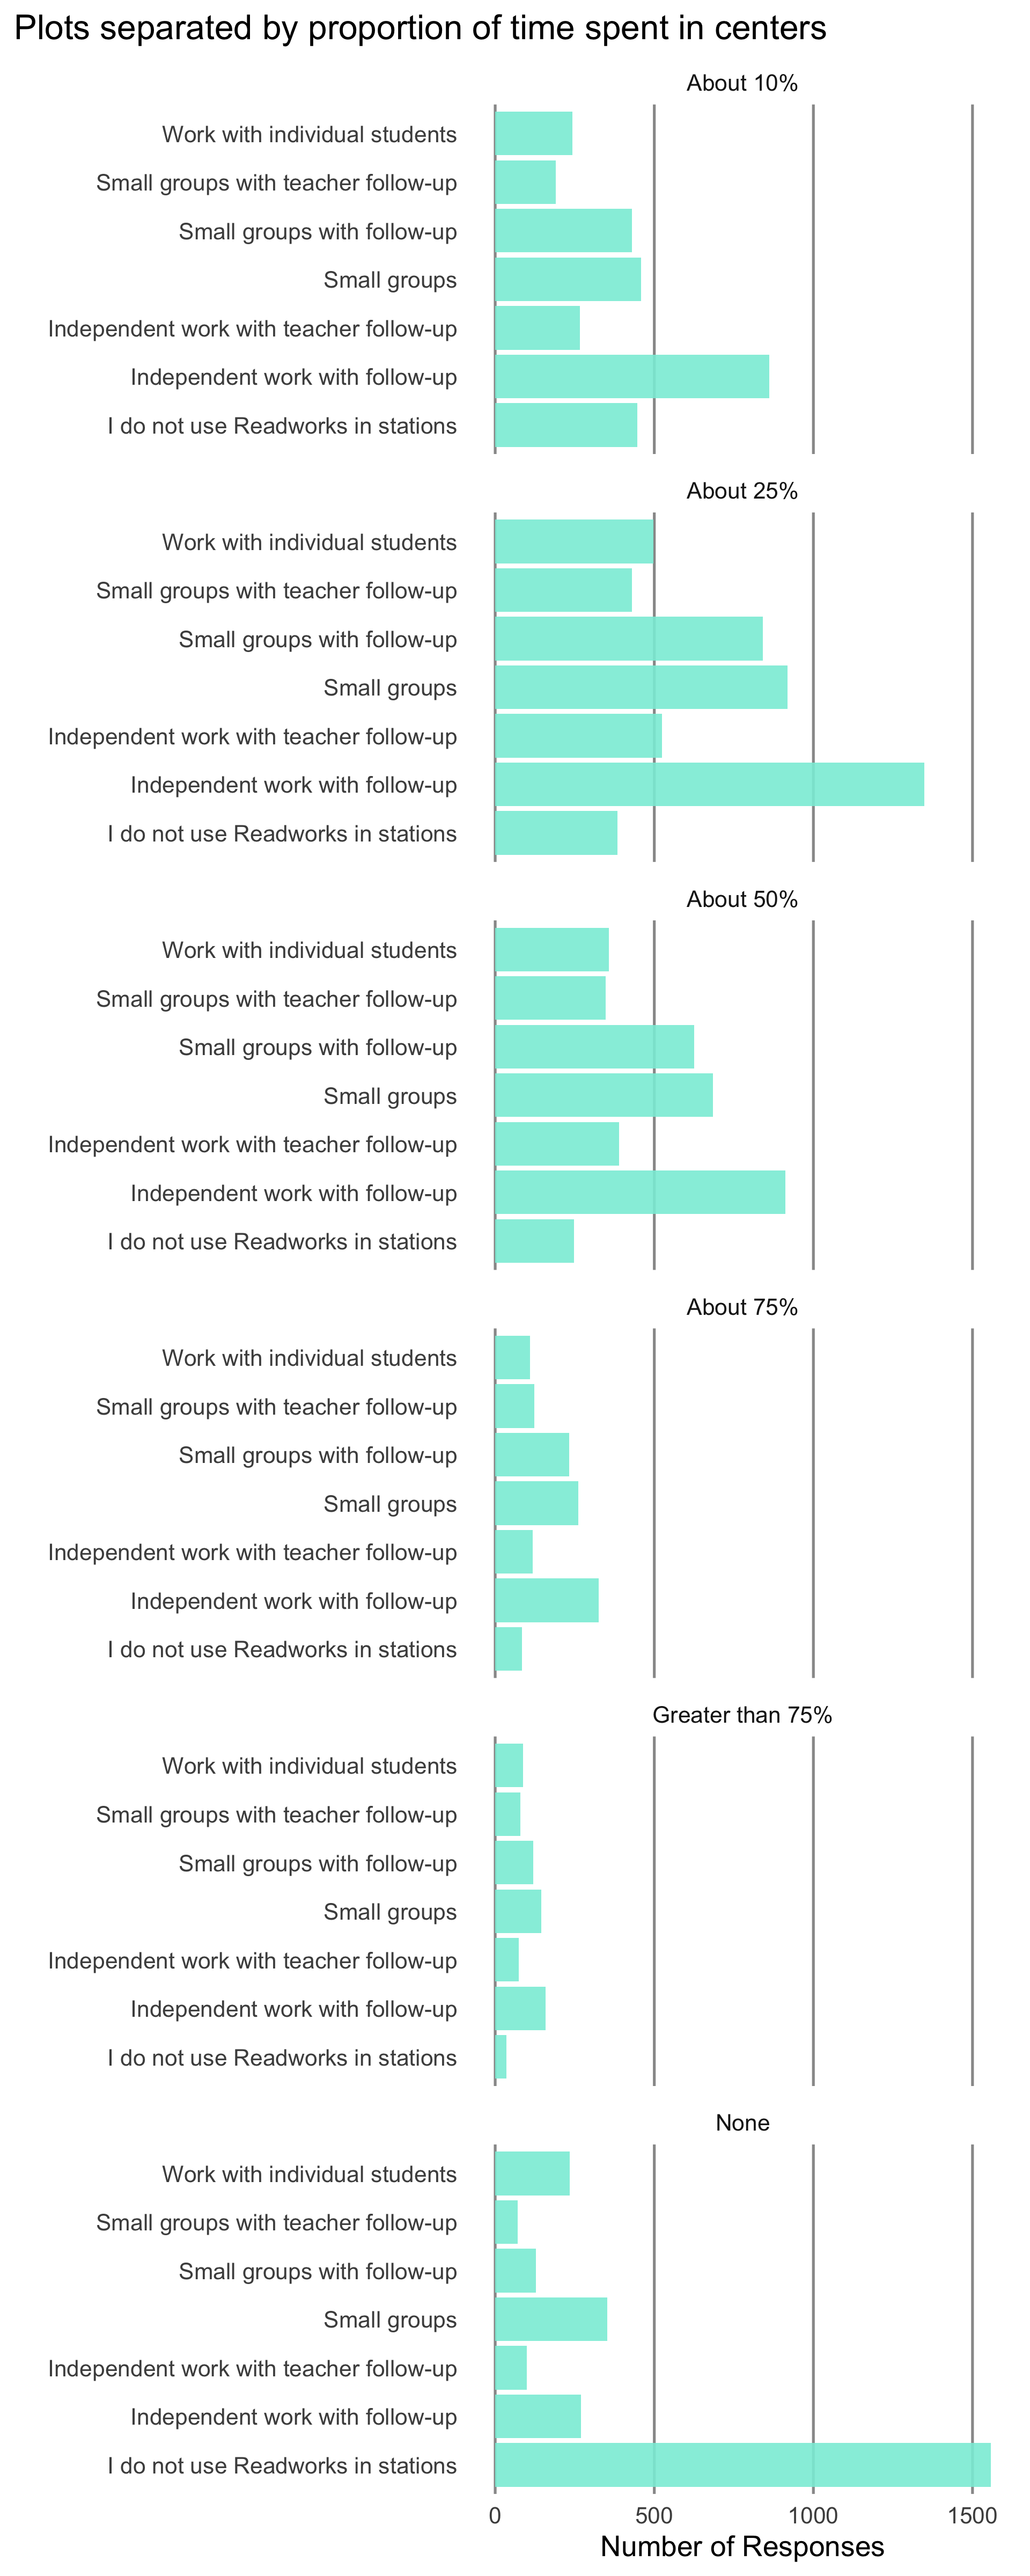 Plots separated by proportion of time spent in centers
About 10%
Work with individual students
Small groups with teacher follow-up
Small groups with follow-up
Small groups
Independent work with teacher follow-up
Independent work with follow-up
I do not use Readworks in stations
About 25%
Work with individual students
Small groups with teacher follow-up
Small groups with follow-up
Small groups
Independent work with teacher follow-up
Independent work with follow-up
I do not use Readworks in stations
About 50%
Work with individual students
Small groups with teacher follow-up
Small groups with follow-up
Small groups
Independent work with teacher follow-up
Independent work with follow-up
I do not use Readworks in stations
About 75%
Work with individual students
Small groups with teacher follow-up
Small groups with follow-up
Small groups
Independent work with teacher follow-up
Independent work with follow-up
I do not use Readworks in stations
Greater than 75%
Work with individual students
Small groups with teacher follow-up
Small groups with follow-up
Small groups
Independent work with teacher follow-up
Independent work with follow-up
I do not use Readworks in stations
None
Work with individual students
Small groups with teacher follow-up
Small groups with follow-up
Small groups
Independent work with teacher follow-up
Independent work with follow-up
I do not use Readworks in stations
0 500 1000 1500
Number of Responses